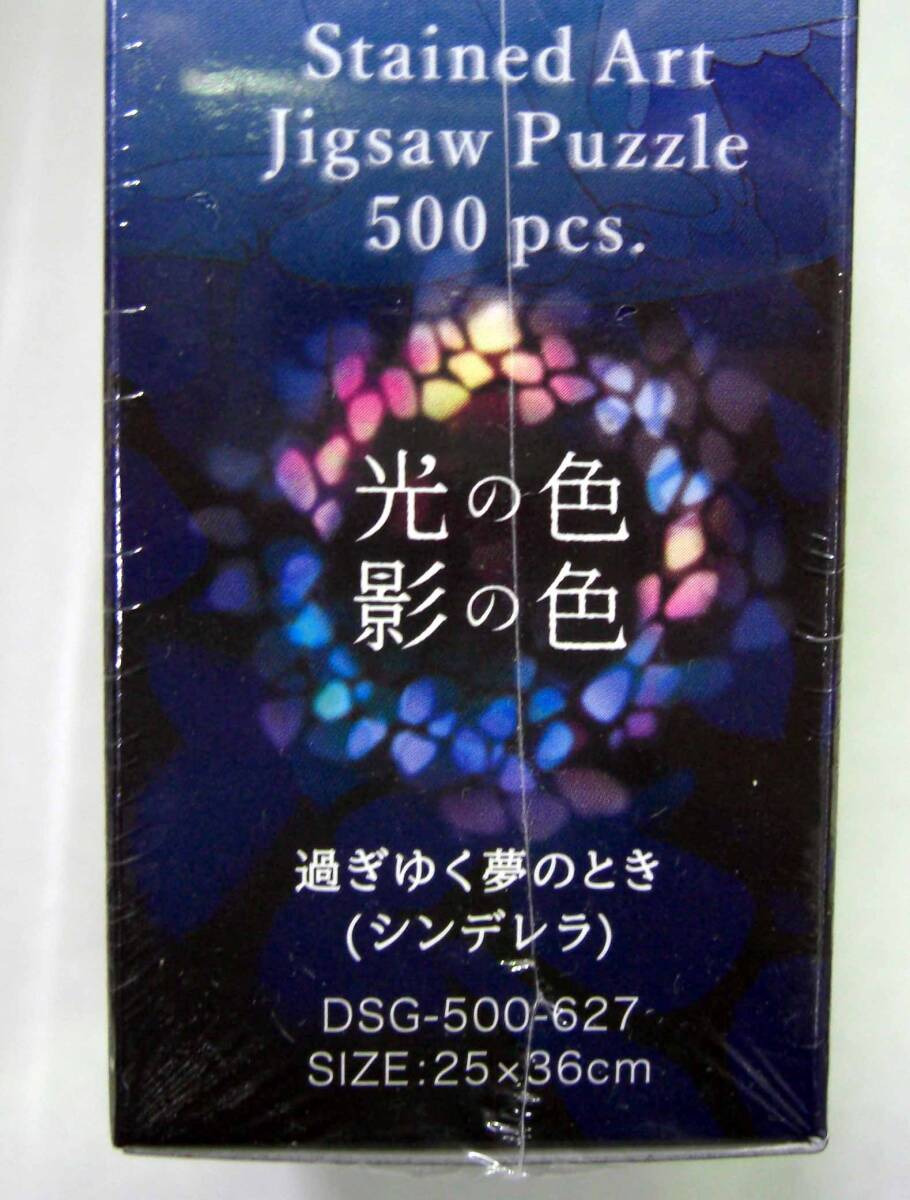 Stained Art
Jigsaw Puzzle
500 pcs.
光の色
影の色
過ぎゆく夢のとき
(シンデレラ)
DSG-500-627
SIZE:25×36cm